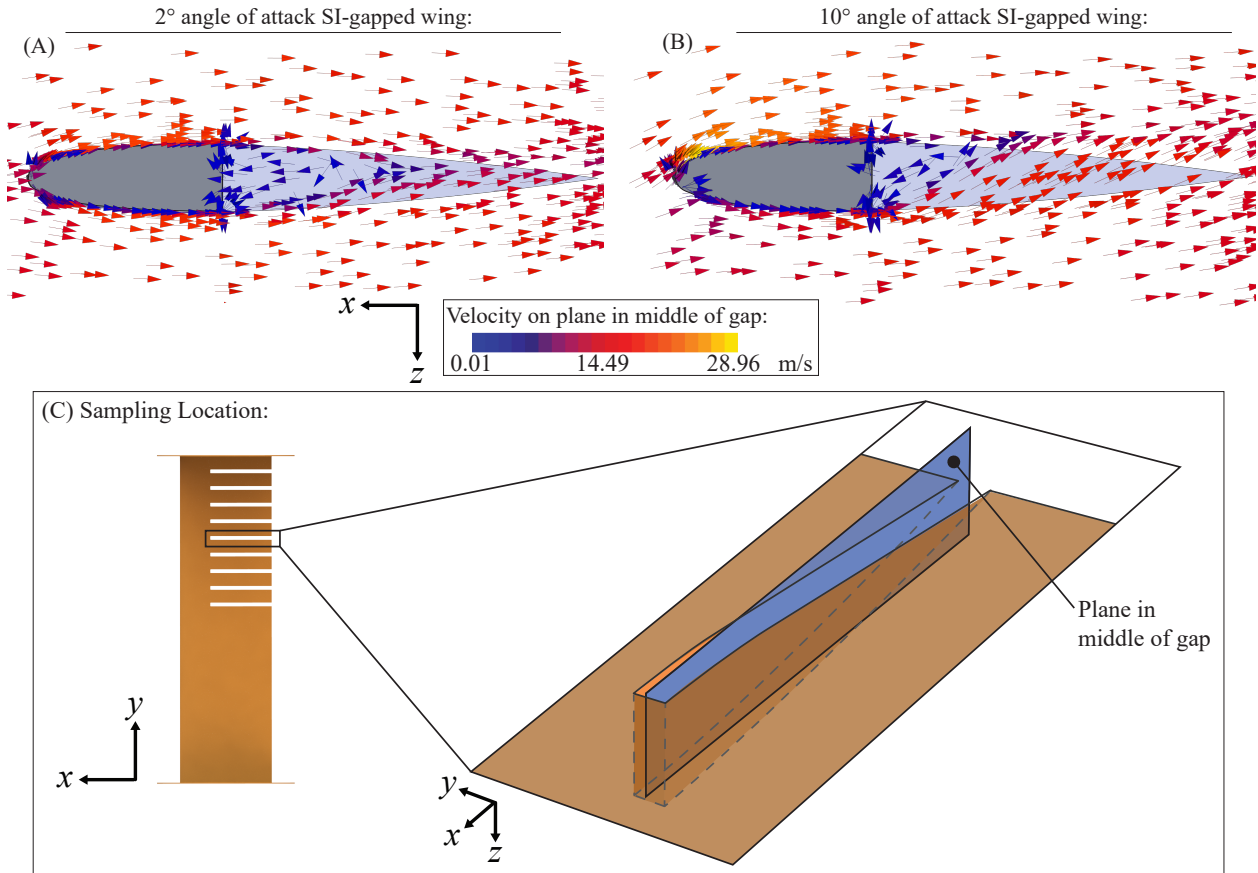 2° angle of attack SI-gapped wing:
10° angle of attack SI-gapped wing:
(A)
(B)
x
z
Velocity on plane in middle of gap:
0.01 14.49 28.96 m/s
(C) Sampling Location:
Plane in
middle of gap
y
x
y
x
z